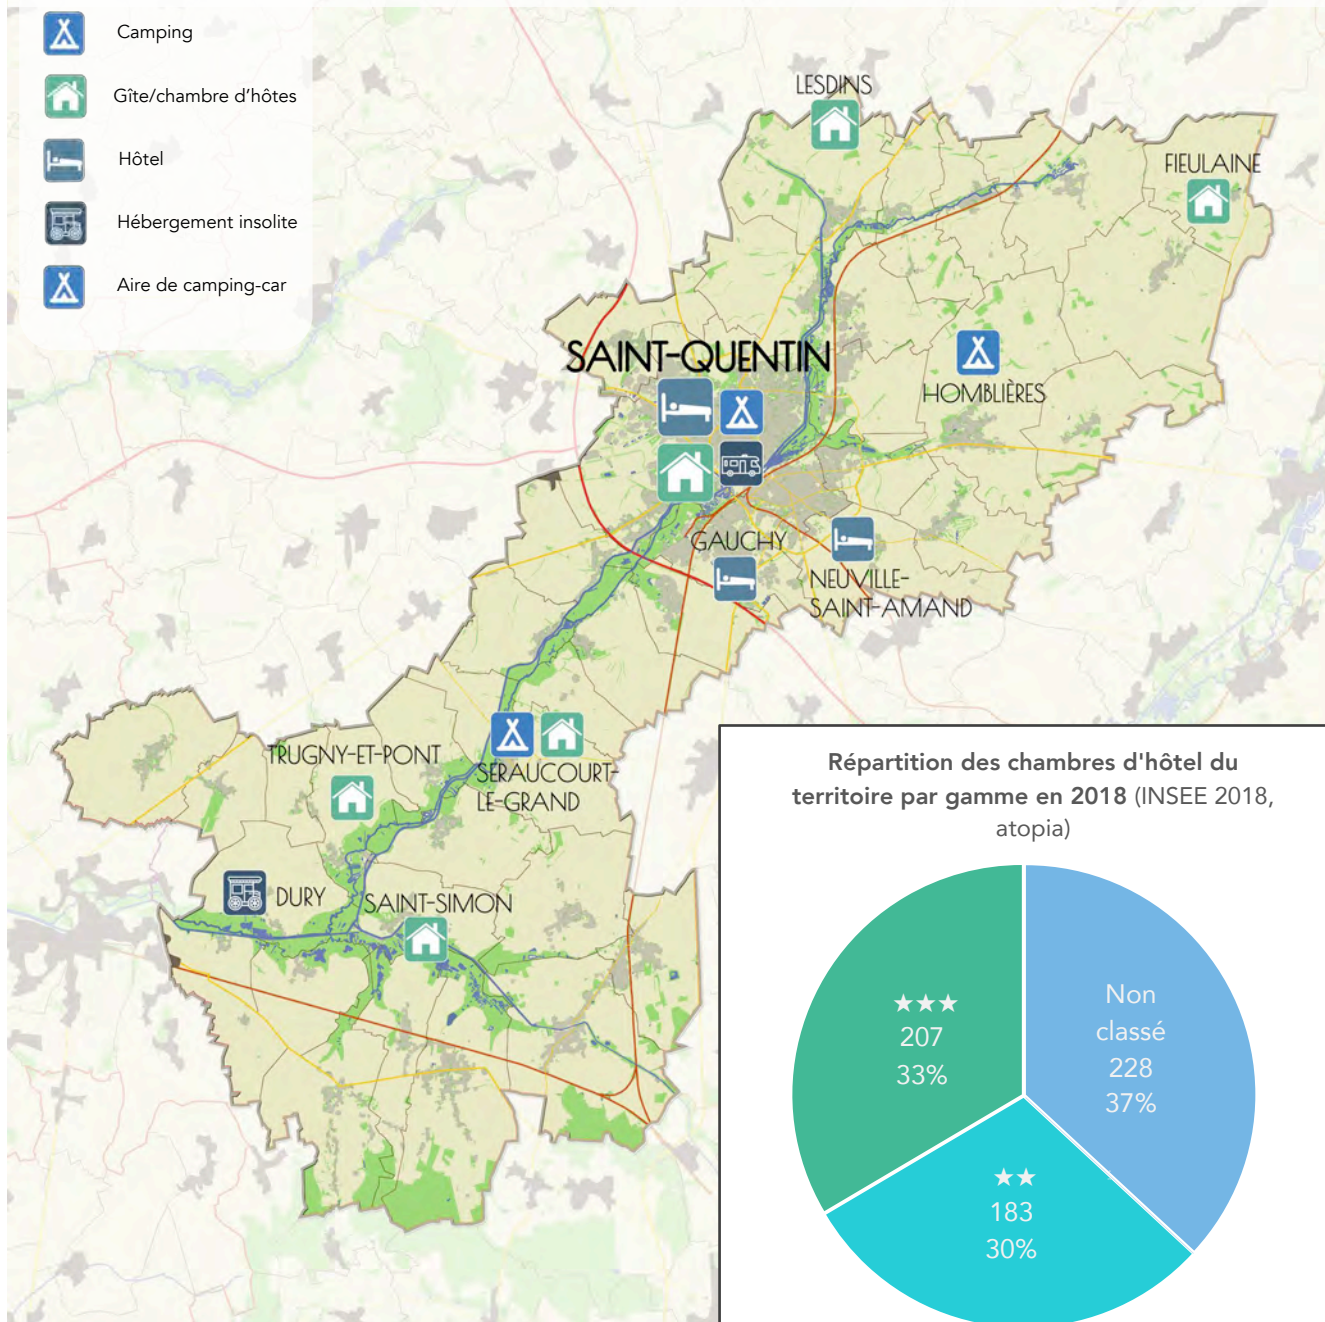 Camping
Gîte/chambre d'hôtes
Hôtel
Hébergement insolite
Aire de camping-car
LESDINS
FIEULAINE
SAINT-QUENTIN
HOMBLIÈRES
GAUCHY
NEUVILLE-
SAINT-AMAND
TRUGNY-ET-PONT
SERAUCOURT-
LE-GRAND
DURY
SAINT-SIMON
Répartition des chambres d'hôtel du
territoire par gamme en 2018 (INSEE 2018,
atopia)
★★★
207
33%
Non
classé
228
37%
★★
183
30%